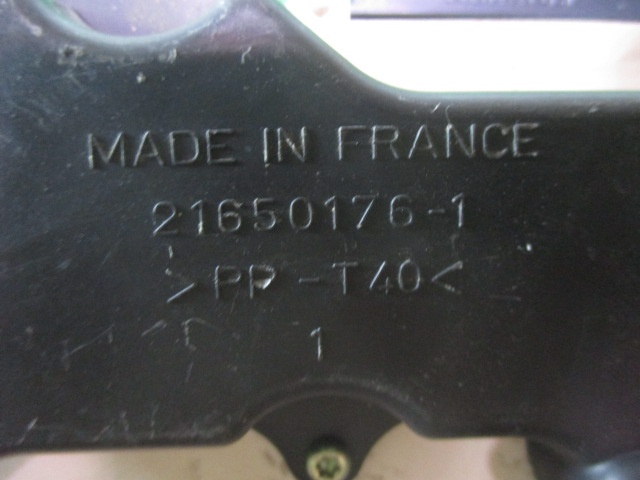 MADE IN FRANCE
21650176-1
>PP-T40<
1